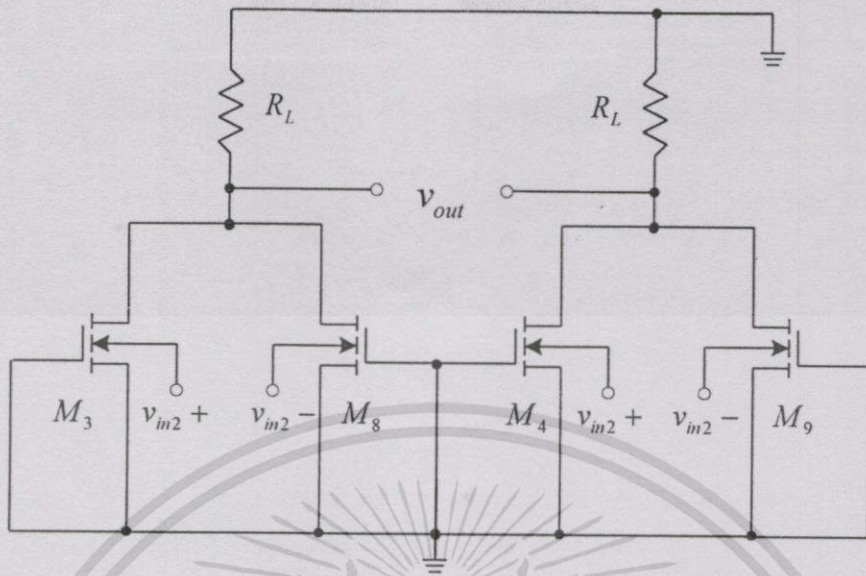 R_L
R_L
v_out
M_3
v_in2 +
v_in2 −
M_8
M_4
v_in2 +
v_in2 −
M_9